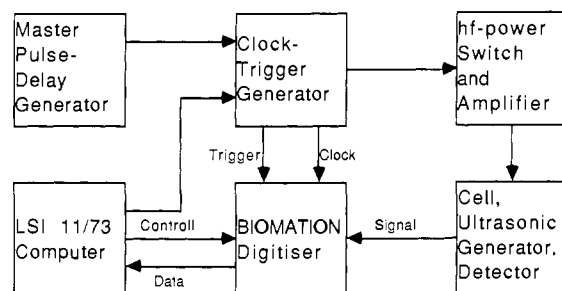 Master
Pulse-
Delay
Generator
Clock-
Trigger
Generator
hf-power
Switch
and
Amplifier
Trigger
Clock
LSI 11/73
Computer
Controll
Data
BIOMATION
Digitiser
Signal
Cell,
Ultrasonic
Generator,
Detector